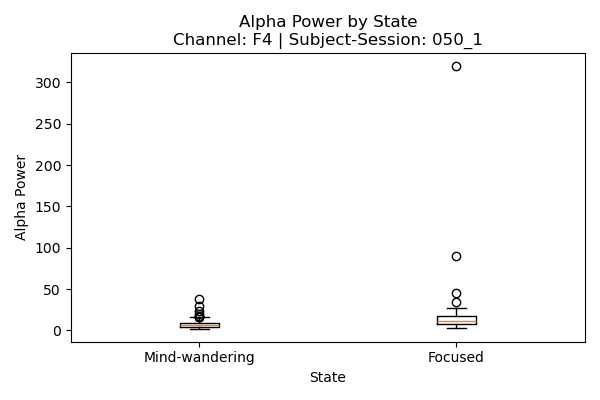 Alpha Power by State
Channel: F4 | Subject-Session: 050_1
300
250
200
150
100
50
0
Alpha Power
Mind-wandering
Focused
State